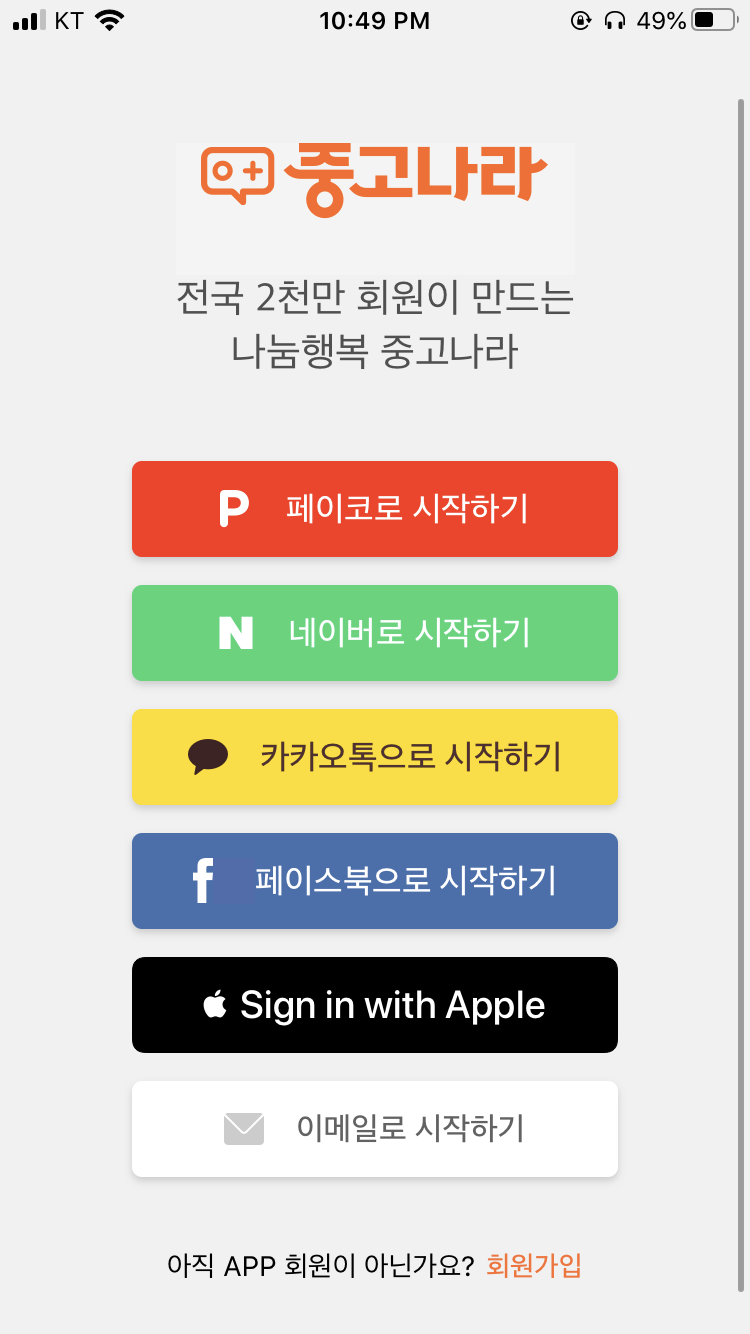 KT 10:49 PM 49%
중고나라
전국 2천만 회원이 만드는
나눔행복 중고나라
페이코로 시작하기
네이버로 시작하기
카카오톡으로 시작하기
페이스북으로 시작하기
Sign in with Apple
이메일로 시작하기
아직 APP 회원이 아닌가요? 회원가입